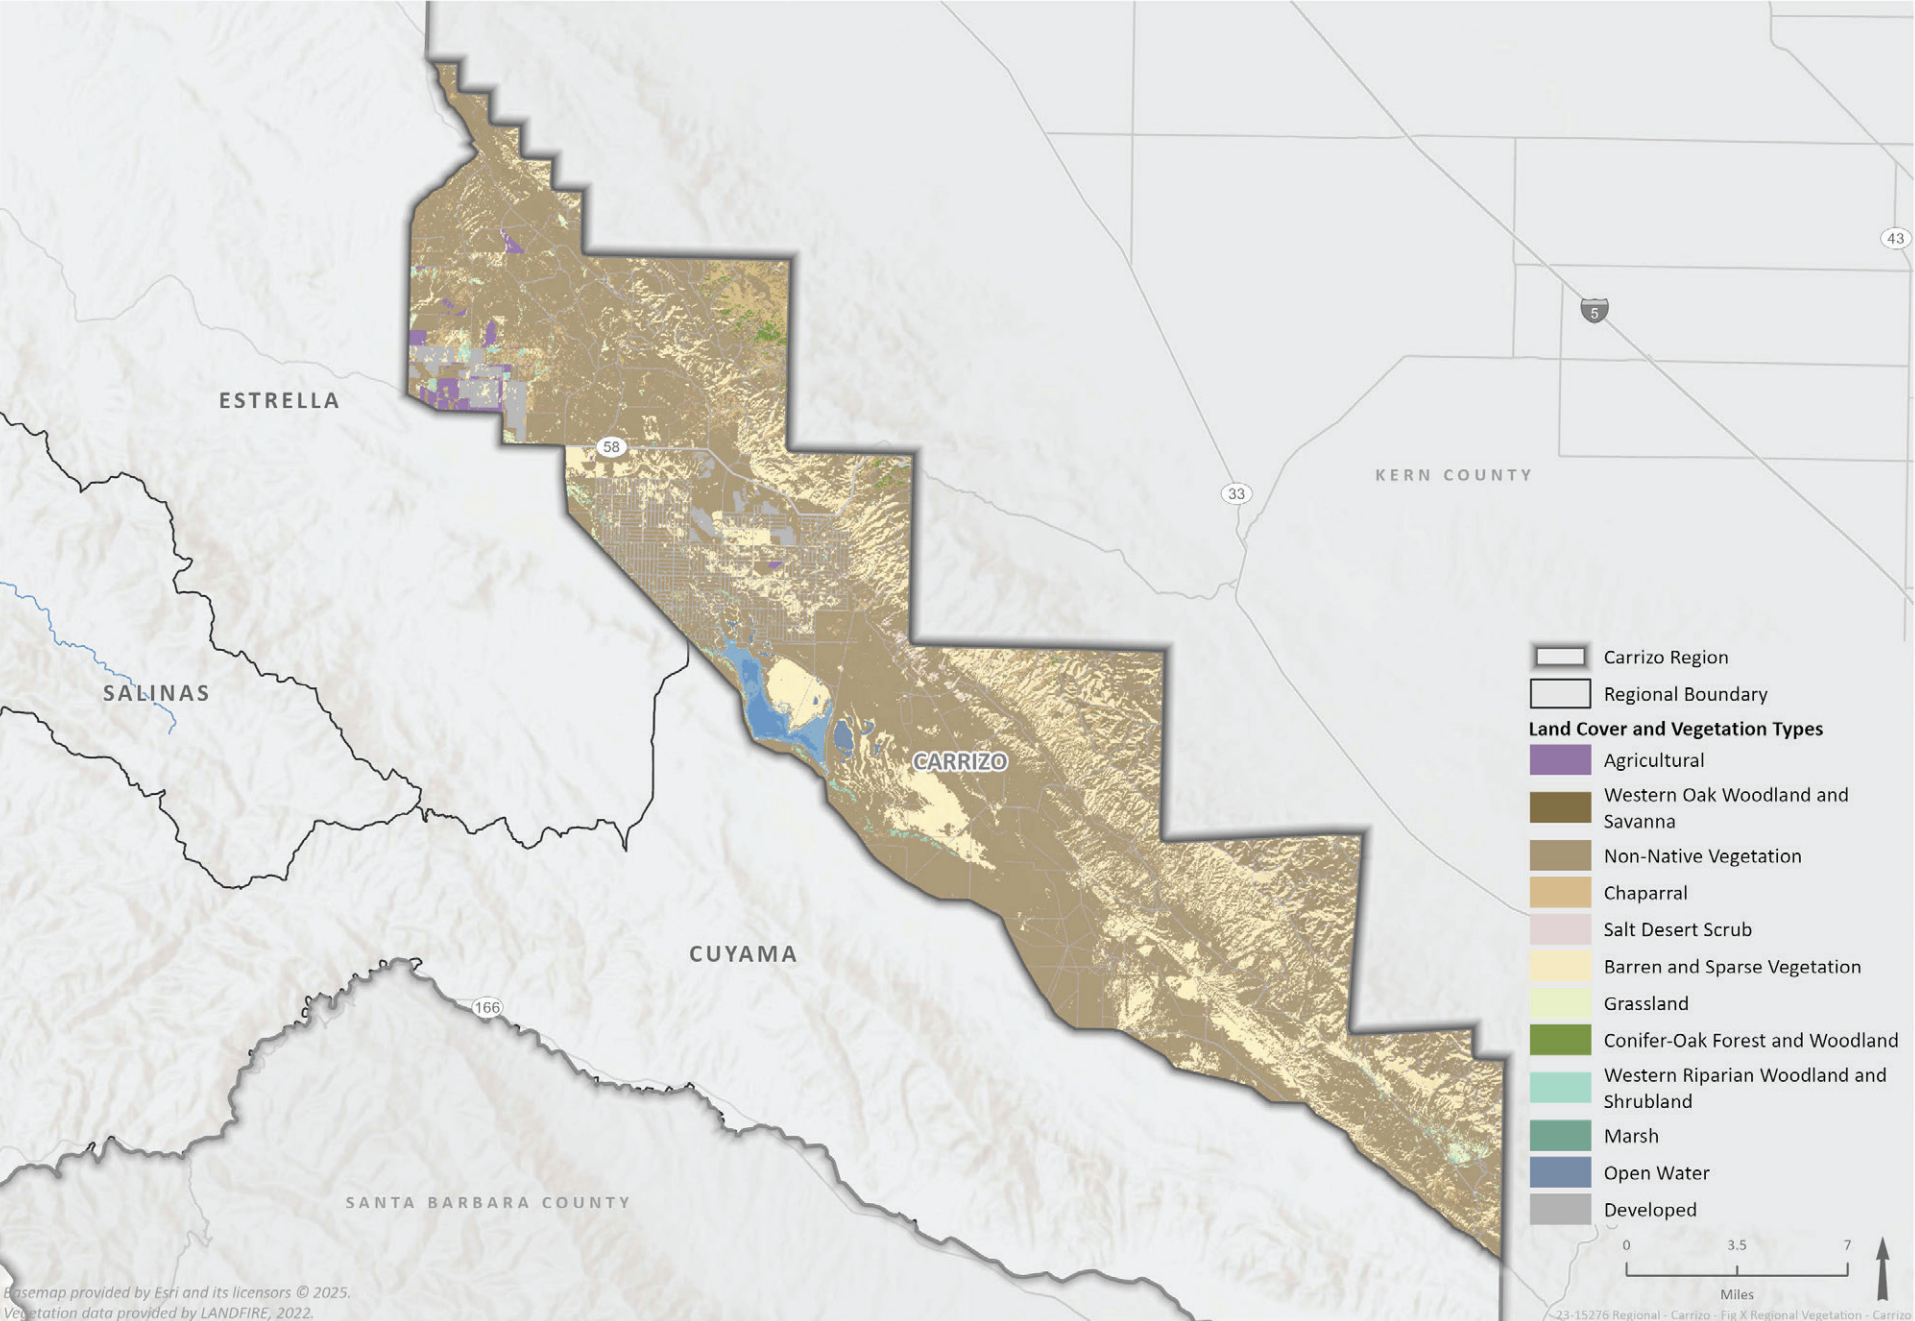 43
5
ESTRELLA
58
KERN COUNTY
33
SALINAS
CARRIZO
CUYAMA
166
SANTA BARBARA COUNTY
Carrizo Region
Regional Boundary
Land Cover and Vegetation Types
Agricultural
Western Oak Woodland and
Savanna
Non-Native Vegetation
Chaparral
Salt Desert Scrub
Barren and Sparse Vegetation
Grassland
Conifer-Oak Forest and Woodland
Western Riparian Woodland and
Shrubland
Marsh
Open Water
Developed
0 3.5 7
Miles
Basemap provided by Esri and its licensors © 2025.
Vegetation data provided by LANDFIRE, 2022.
23-15276 Regional - Carrizo - Fig X Regional Vegetation - Carrizo